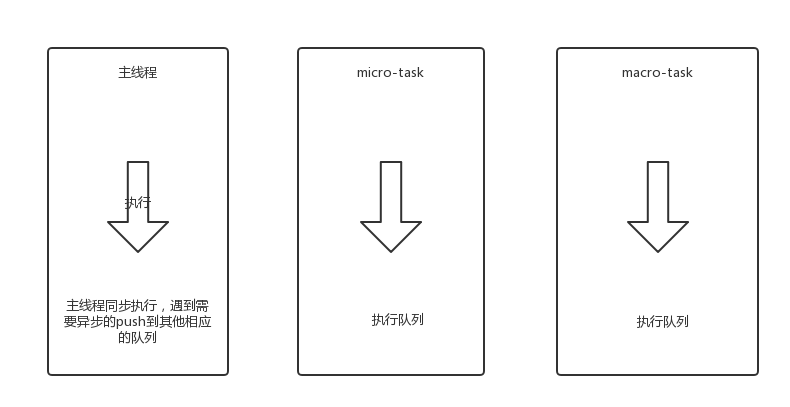 主线程
执行
主线程同步执行，遇到需
要异步的push到其他相应
的队列
micro-task
执行队列
macro-task
执行队列